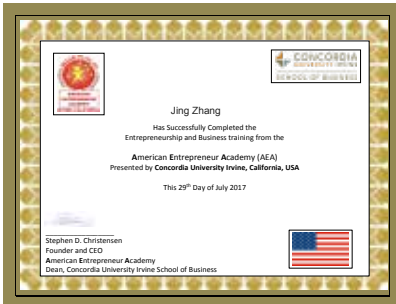 CONCORDIA
UNIVERSITY IRVINE
SCHOOL OF BUSINESS
Jing Zhang
Has Successfully Completed the
Entrepreneurship and Business training from the
American Entrepreneur Academy (AEA)
Presented by Concordia University Irvine, California, USA
This 29th Day of July 2017
Stephen D. Christensen
Founder and CEO
American Entrepreneur Academy
Dean, Concordia University Irvine School of Business